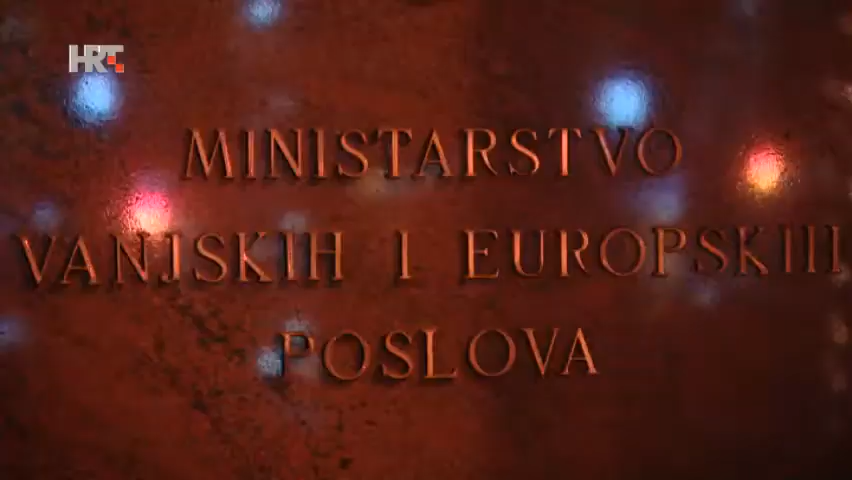 HRT
MINISTARSTVO
VANJSKIH I EUROPSKIH
POSLOVA